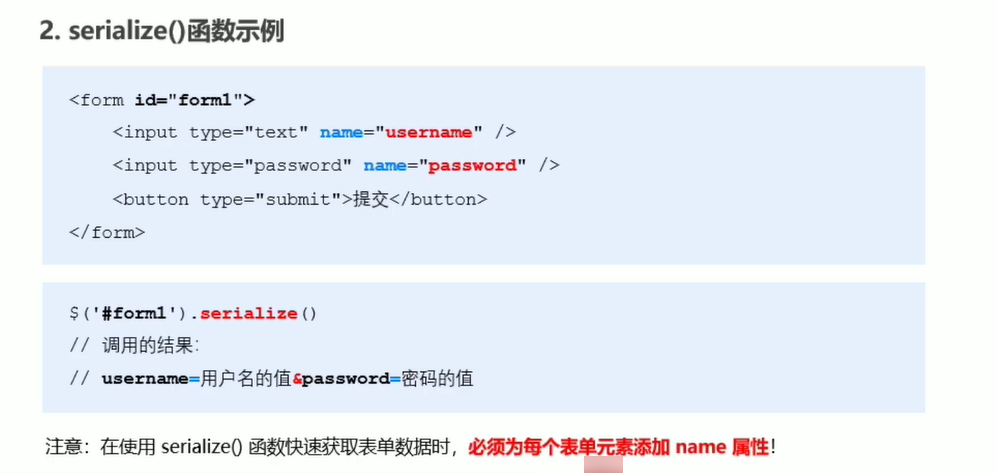 2. serialize()函数示例
<form id="form1">
<input type="text" name="username" />
<input type="password" name="password" />
<button type="submit">提交</button>
</form>
$('#form1').serialize()
// 调用的结果:
// username=用户名的值&password=密码的值
注意：在使用 serialize() 函数快速获取表单数据时，必须为每个表单元素添加 name 属性！